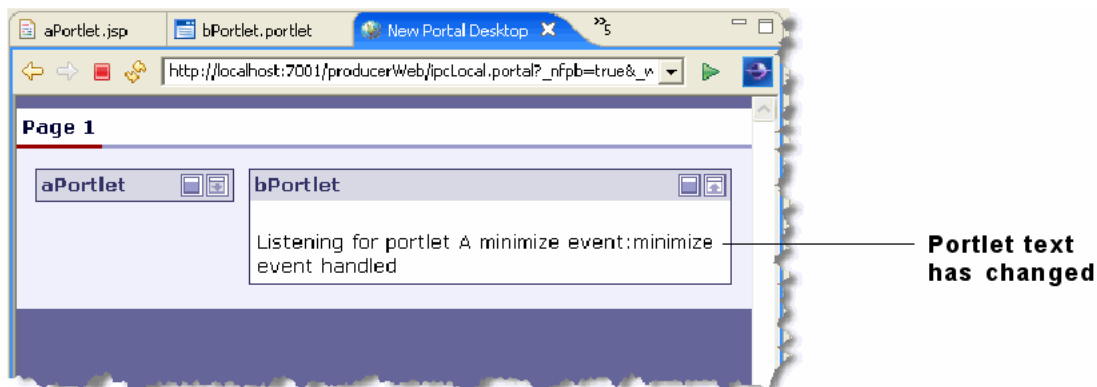 aPortlet.jsp
bPortlet.portlet
New Portal Desktop
5
http://localhost:7001/producerWeb/ipcLocal.portal?_nfpb=true&_w
Page 1
aPortlet
bPortlet
Listening for portlet A minimize event:minimize
event handled
Portlet text
has changed